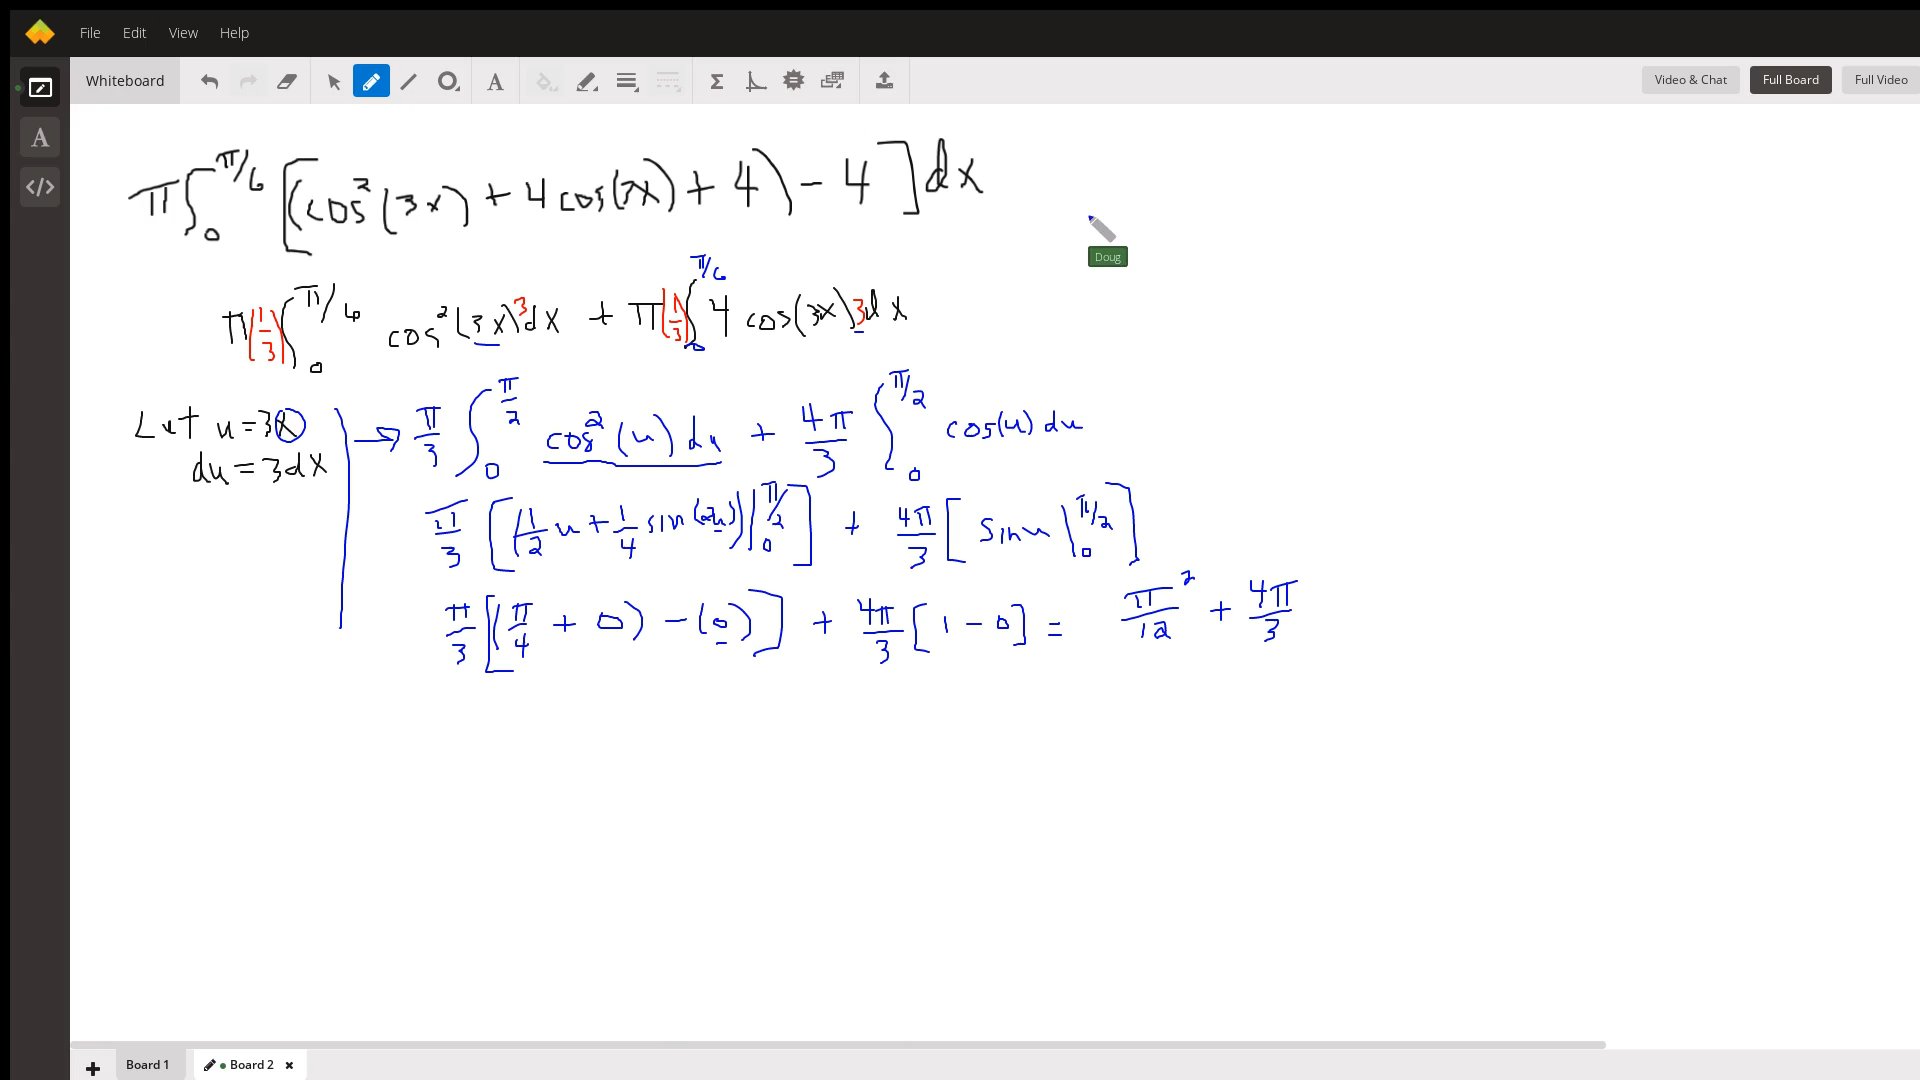 File Edit View Help
Whiteboard A Σ Video & Chat Full Board Full Video
A
</>
π∫₀^{π/6} [(cos²(3x) + 4cos(3x) + 4) - 4] dx
Doug
π(1/3)∫₀^{π/6} cos²(3x) 3 dx + π(1/3)∫₀^{π/6} 4 cos(3x) 3 dx
Let u = 3x
du = 3dx
→ π/3 ∫₀^{π/2} cos²(u) du + 4π/3 ∫₀^{π/2} cos(u) du
π/3 [(1/2 u + 1/4 sin(2u))|₀^{π/2}] + 4π/3 [sin u |₀^{π/2}]
π/3 [(π/4 + 0) - (0)] + 4π/3 [1 - 0] = π²/12 + 4π/3
+ Board 1 Board 2 ×